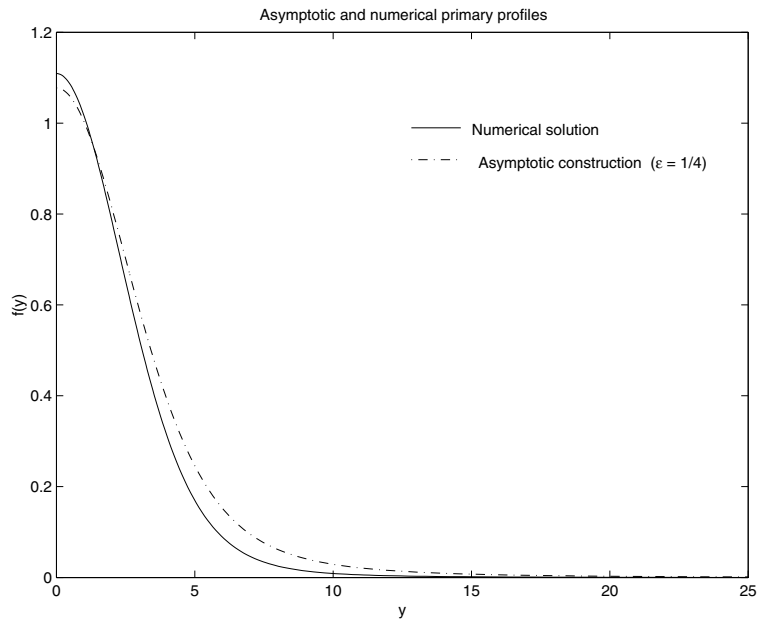 Asymptotic and numerical primary profiles
1.2
1
0.8
0.6
0.4
0.2
0
f(y)
Numerical solution
Asymptotic construction (ε = 1/4)
0 5 10 15 20 25
y